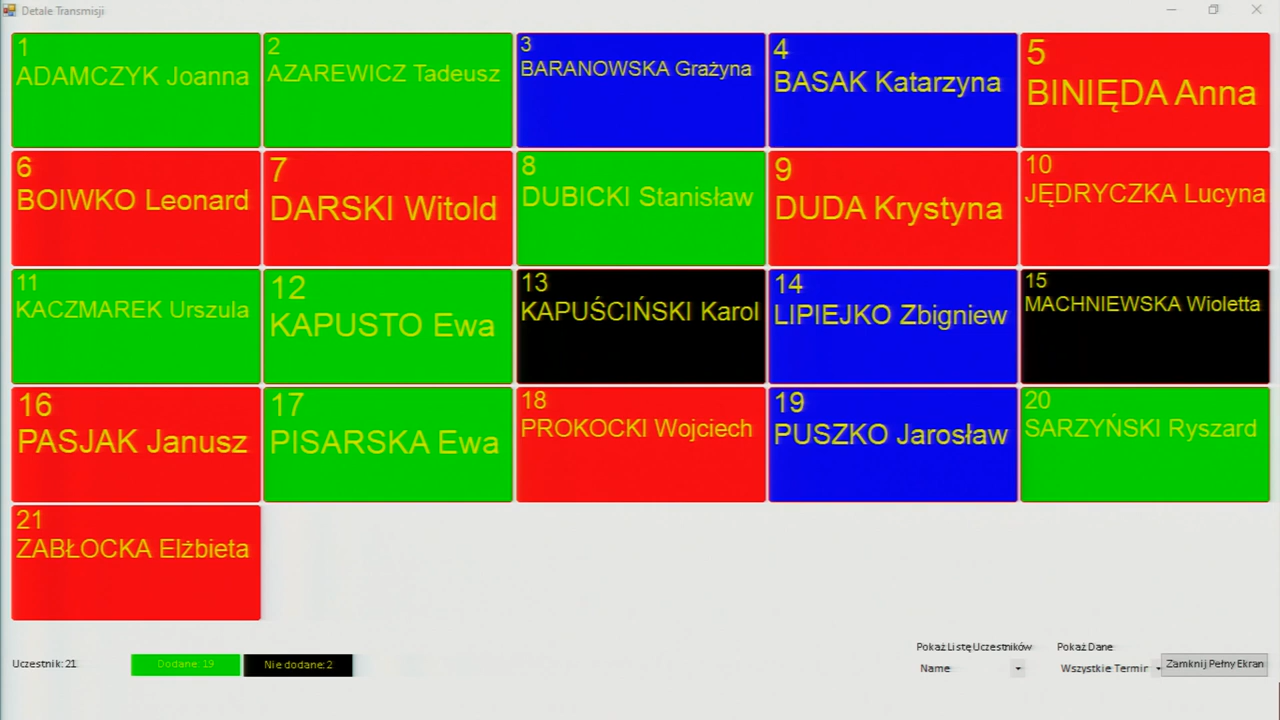 Detale Transmisji
1
ADAMCZYK Joanna
2
AZAREWICZ Tadeusz
3
BARANOWSKA Grażyna
4
BASAK Katarzyna
5
BINIĘDA Anna
6
BOIWKO Leonard
7
DARSKI Witold
8
DUBICKI Stanisław
9
DUDA Krystyna
10
JĘDRYCZKA Lucyna
11
KACZMAREK Urszula
12
KAPUSTO Ewa
13
KAPUŚCIŃSKI Karol
14
LIPIEJKO Zbigniew
15
MACHNIEWSKA Wioletta
16
PASJAK Janusz
17
PISARSKA Ewa
18
PROKOCKI Wojciech
19
PUSZKO Jarosław
20
SARZYŃSKI Ryszard
21
ZABŁOCKA Elżbieta
Uczestnik: 21
Dodane: 19
Nie dodane: 2
Pokaż Listę Uczestników
Name
Pokaż Dane
Wszystkie Termir
Zamknij Pełny Ekran